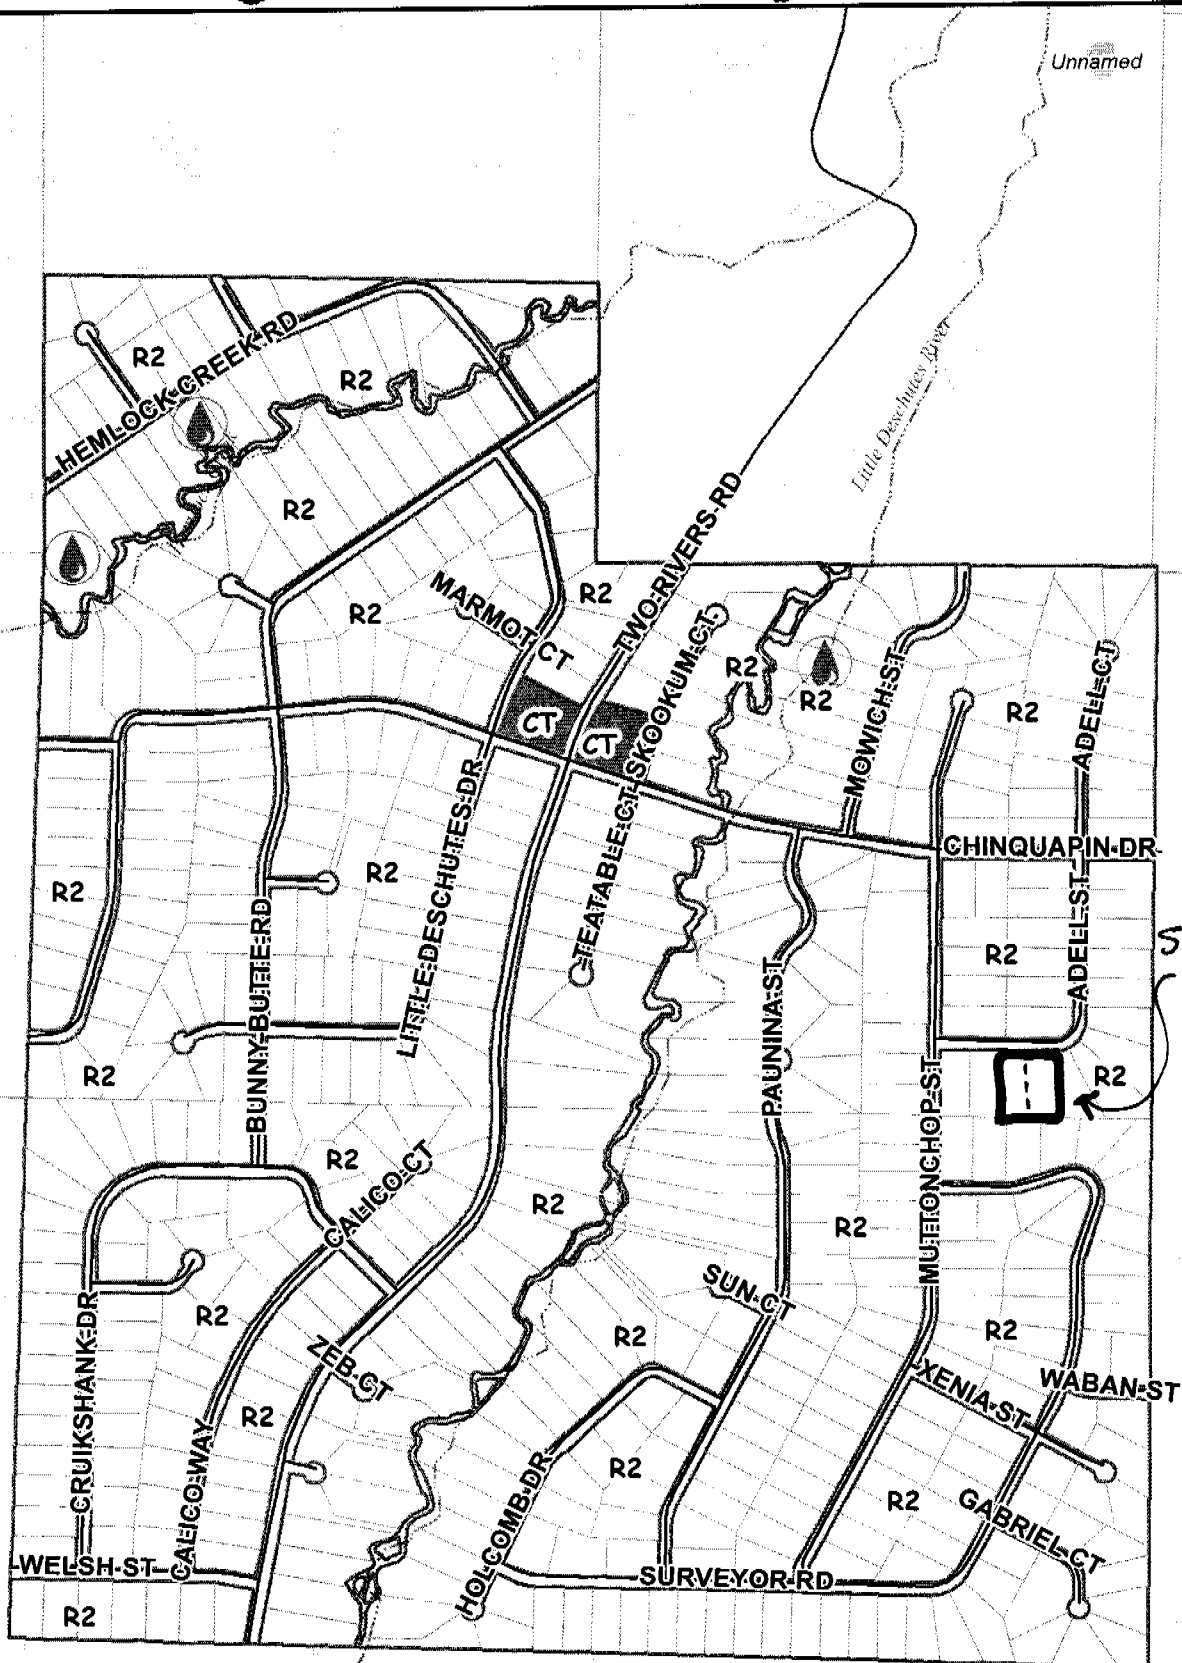 Unnamed
HEMLOCK-CREEK-RD
R2
R2
Little Deschutes River
R2
TWO-RIVERS-RD
MARMOT-CT
R2
R2
SKOOKUM-CT
R2
R2
MOWICH-ST
R2
ADELL-CT
CT
CT
LITTLE-DESCHUTES-DR
TEATABLE-CT
CHINQUAPIN-DR
R2
R2
BUNNY-BUTTE-RD
ADELL-ST
R2
S
PAUNINA-ST
R2
R2
MUTTONCHOP-ST
R2
CALICO-CT
R2
R2
SUN-CT
CRUIKSHANK-DR
R2
R2
R2
ZEB-CT
XENIA-ST
WABAN-ST
R2
CALICO-WAY
R2
R2
HOLCOMB-DR
GABRIEL-CT
WELSH-ST
SURVEYOR-RD
R2